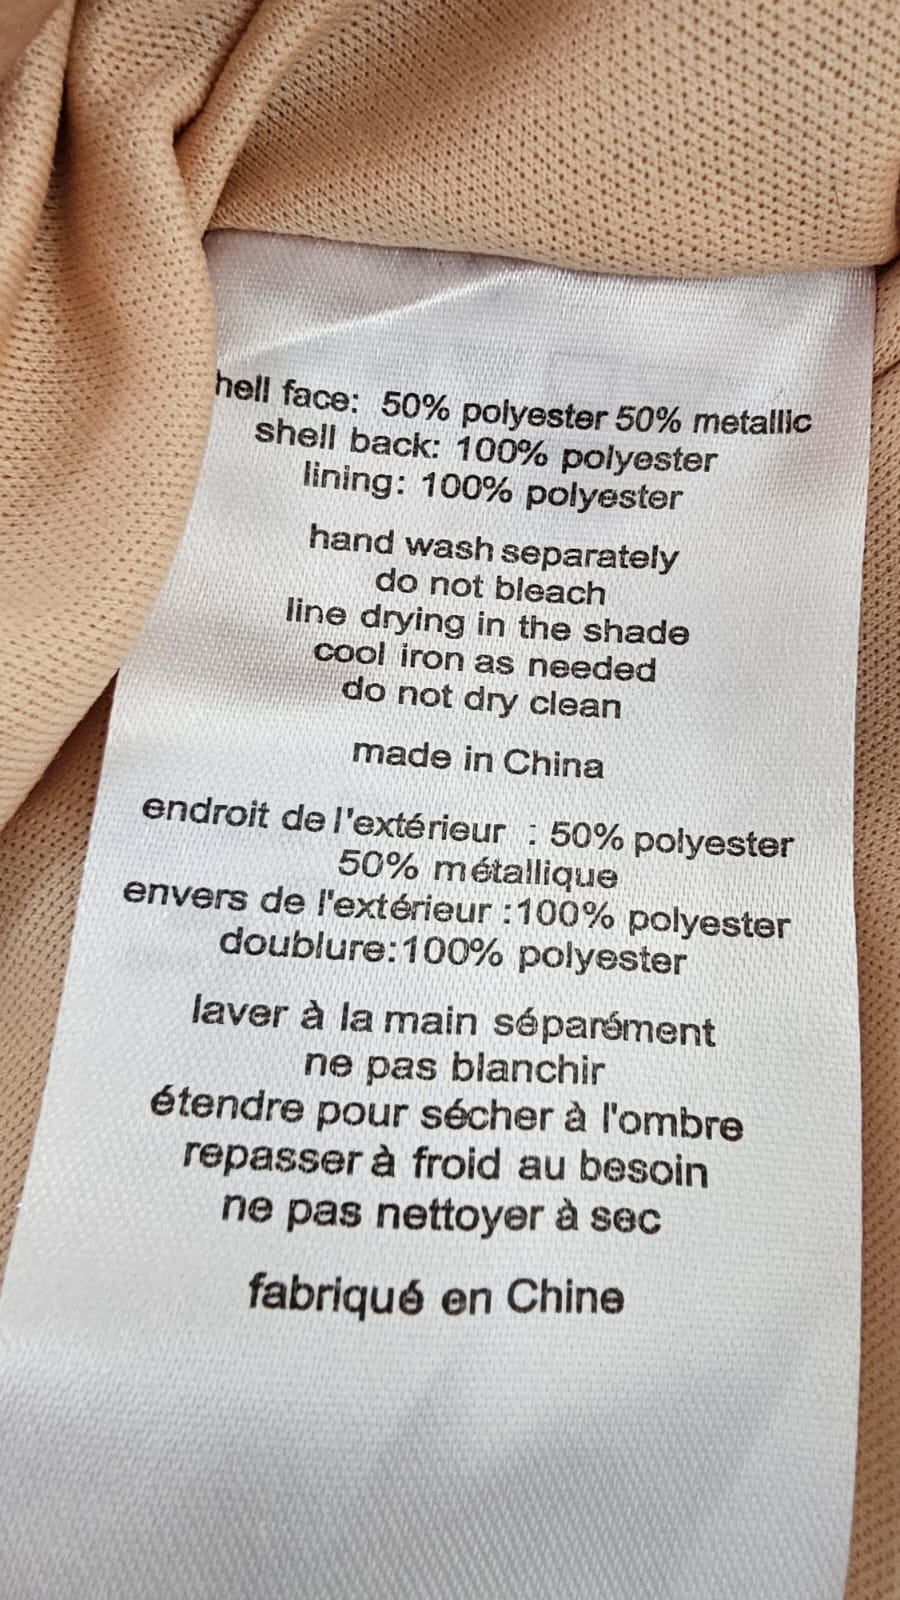 hell face: 50% polyester 50% metallic
shell back: 100% polyester
lining: 100% polyester
hand wash separately
do not bleach
line drying in the shade
cool iron as needed
do not dry clean
made in China
endroit de l'extérieur : 50% polyester
50% métallique
envers de l'extérieur :100% polyester
doublure:100% polyester
laver à la main séparément
ne pas blanchir
étendre pour sécher à l'ombre
repasser à froid au besoin
ne pas nettoyer à sec
fabriqué en Chine